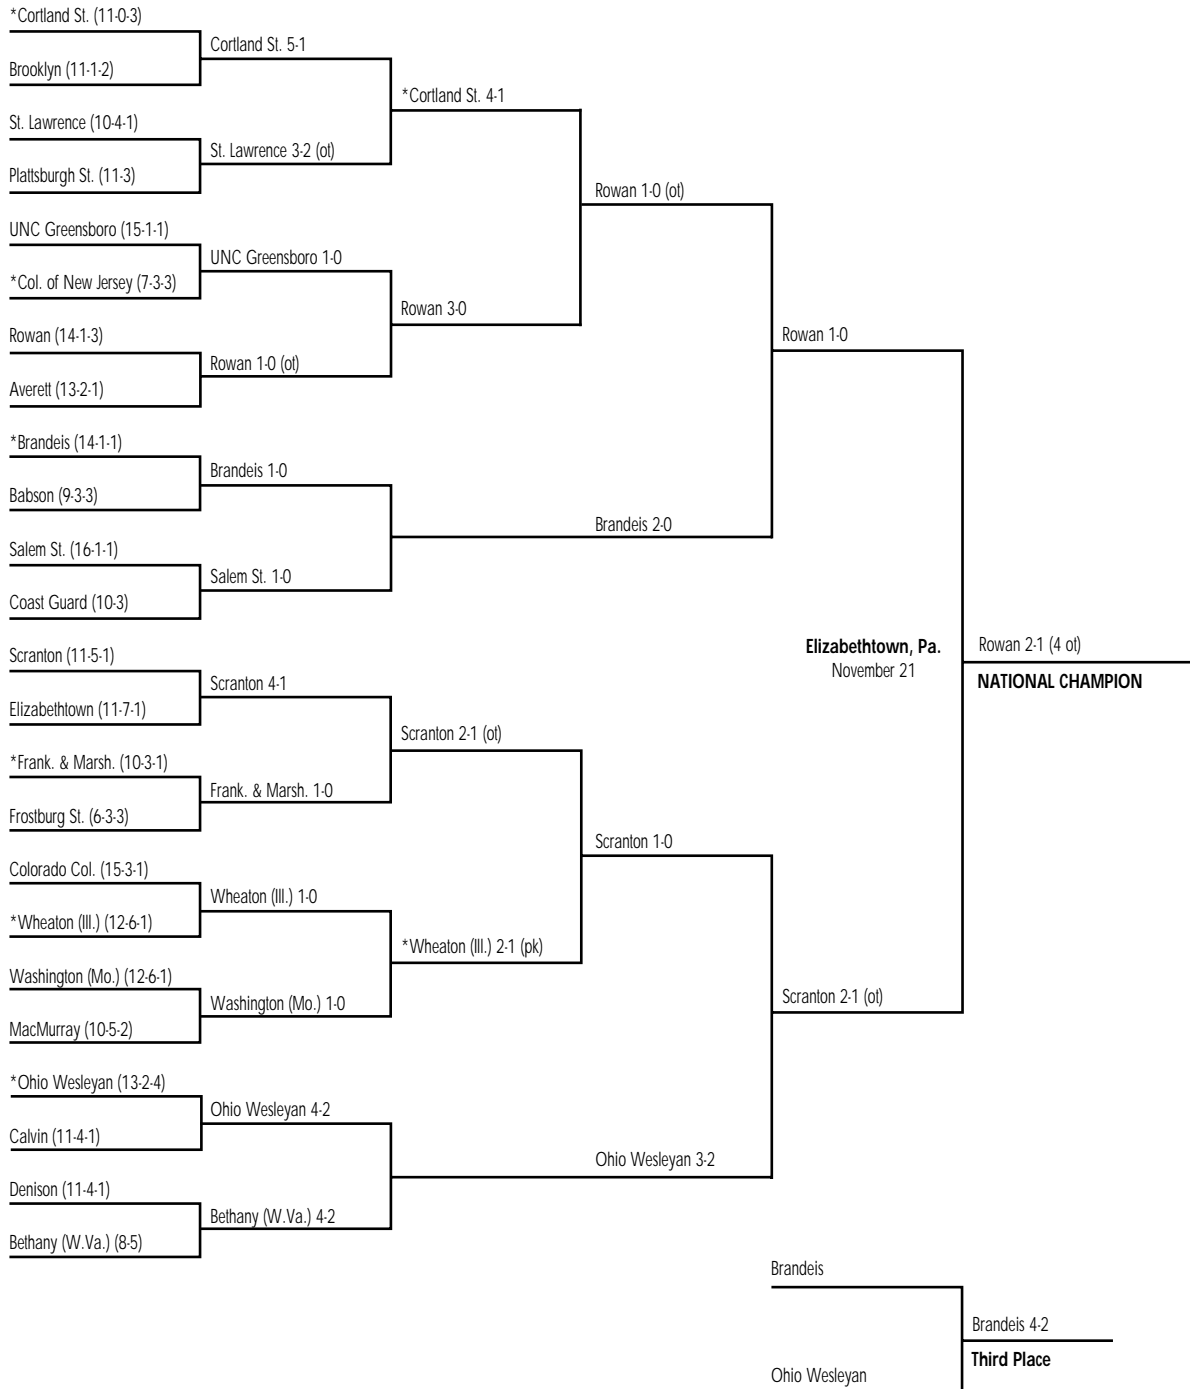 *Cortland St. (11-0-3)
Brooklyn (11-1-2)
St. Lawrence (10-4-1)
Plattsburgh St. (11-3)
UNC Greensboro (15-1-1)
*Col. of New Jersey (7-3-3)
Rowan (14-1-3)
Averett (13-2-1)
*Brandeis (14-1-1)
Babson (9-3-3)
Salem St. (16-1-1)
Coast Guard (10-3)
Scranton (11-5-1)
Elizabethtown (11-7-1)
*Frank. & Marsh. (10-3-1)
Frostburg St. (6-3-3)
Colorado Col. (15-3-1)
*Wheaton (Ill.) (12-6-1)
Washington (Mo.) (12-6-1)
MacMurray (10-5-2)
*Ohio Wesleyan (13-2-4)
Calvin (11-4-1)
Denison (11-4-1)
Bethany (W.Va.) (8-5)
Cortland St. 5-1
St. Lawrence 3-2 (ot)
UNC Greensboro 1-0
Rowan 1-0 (ot)
Brandeis 1-0
Salem St. 1-0
Scranton 4-1
Frank. & Marsh. 1-0
Wheaton (Ill.) 1-0
Washington (Mo.) 1-0
Ohio Wesleyan 4-2
Bethany (W.Va.) 4-2
*Cortland St. 4-1
Rowan 3-0
Scranton 2-1 (ot)
*Wheaton (Ill.) 2-1 (pk)
Rowan 1-0 (ot)
Brandeis 2-0
Scranton 1-0
Ohio Wesleyan 3-2
Rowan 1-0
Scranton 2-1 (ot)
Elizabethtown, Pa.
November 21
Rowan 2-1 (4 ot)
NATIONAL CHAMPION
Brandeis
Ohio Wesleyan
Brandeis 4-2
Third Place